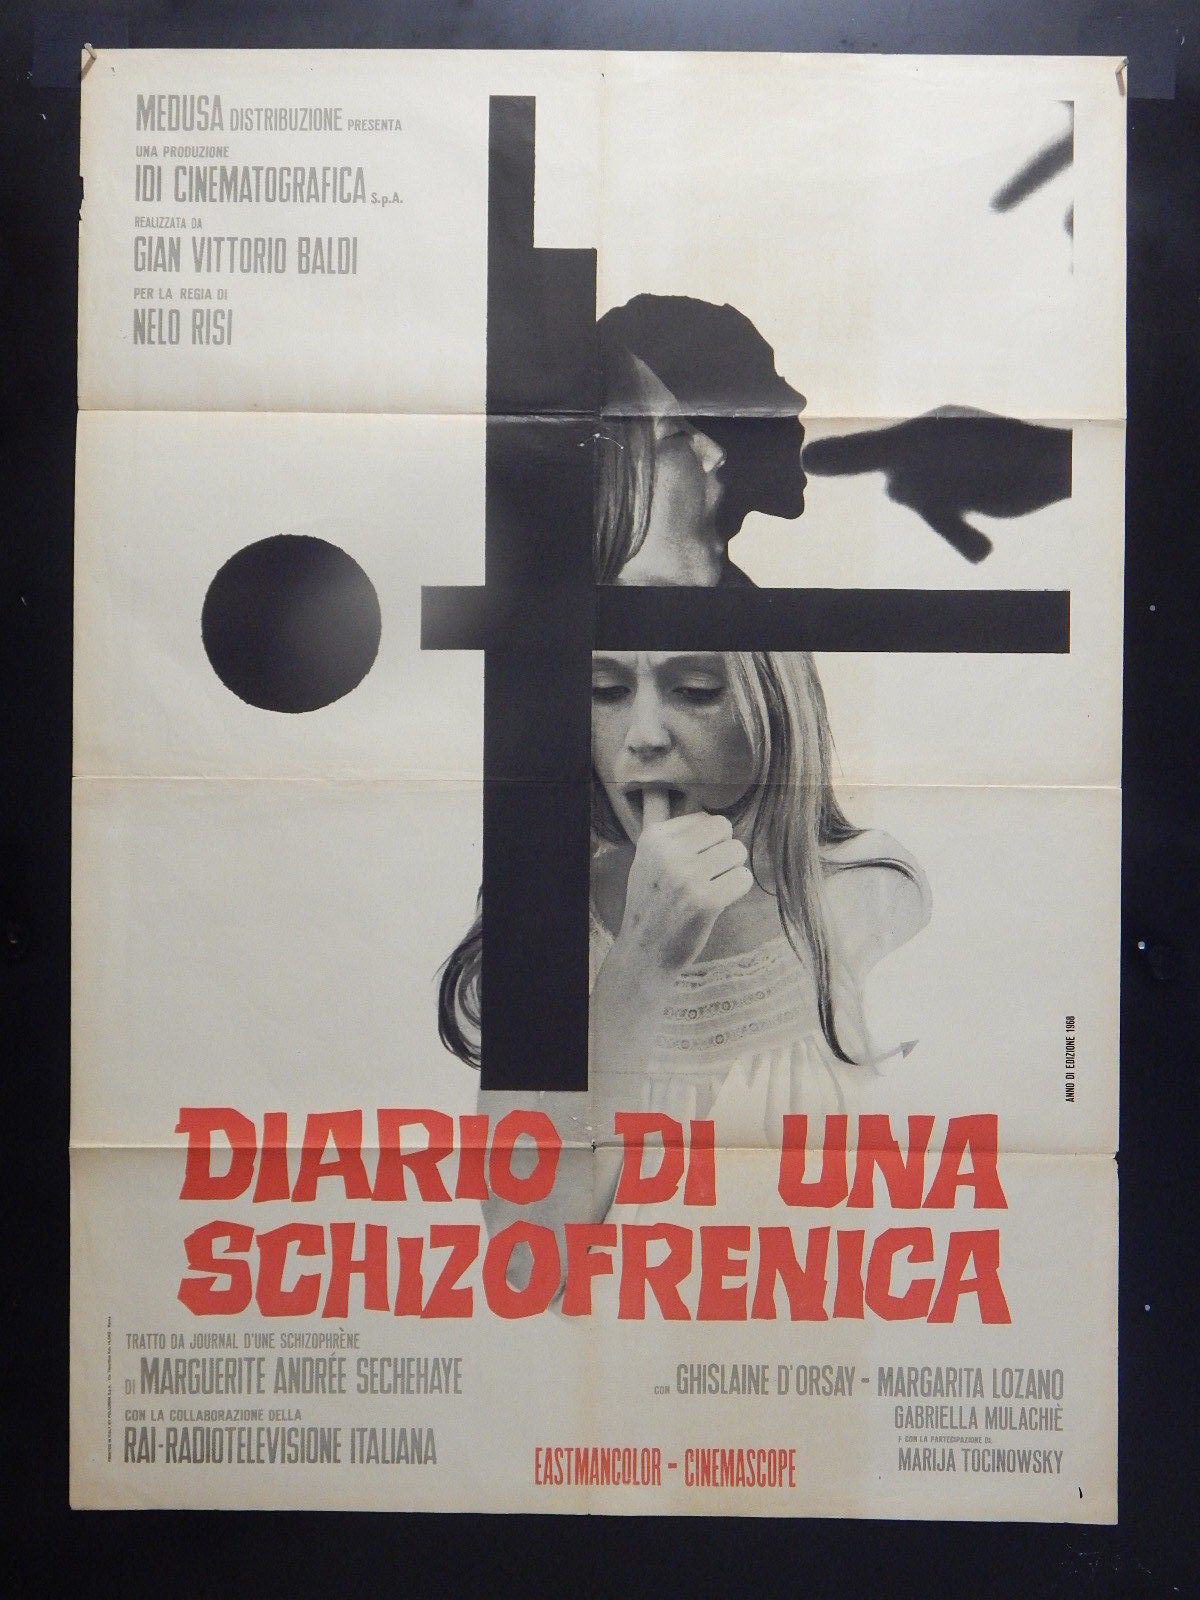 MEDUSA DISTRIBUZIONE PRESENTA
UNA PRODUZIONE
IDI CINEMATOGRAFICA S.p.A.
REALIZZATA DA
GIAN VITTORIO BALDI
PER LA REGIA DI
NELO RISI
ANNO DI EDIZIONE 1968
DIARIO DI UNA
SCHIZOFRENICA
TRATTO DA JOURNAL D'UNE SCHIZOPHRÈNE
DI MARGUERITE ANDRÉE SECHEHAYE
CON LA COLLABORAZIONE DELLA
RAI-RADIOTELEVISIONE ITALIANA
CON GHISLAINE D'ORSAY - MARGARITA LOZANO
GABRIELLA MULACHIÈ
E CON LA PARTECIPAZIONE DI
MARIJA TOCINOWSKY
EASTMANCOLOR - CINEMASCOPE